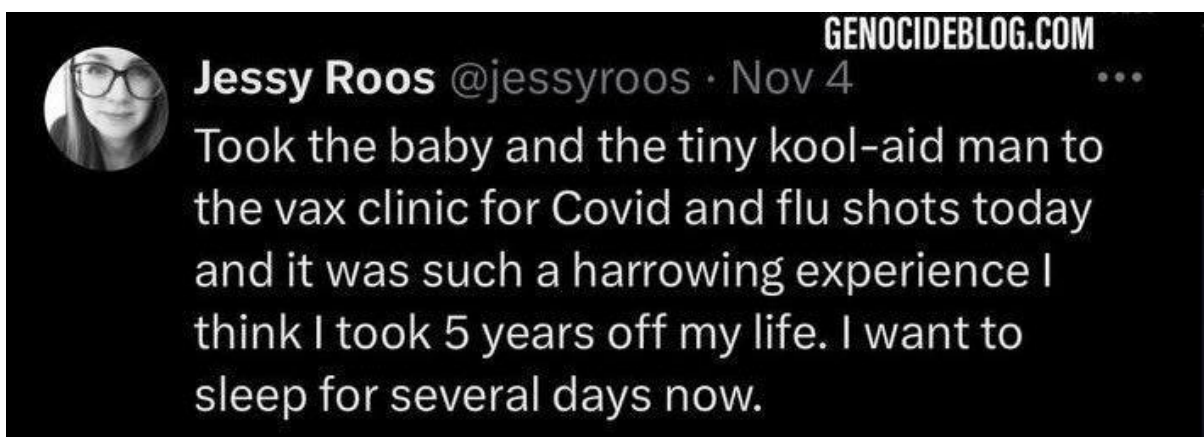 GENOCIDEBLOG.COM
Jessy Roos @jessyroos · Nov 4
Took the baby and the tiny kool-aid man to
the vax clinic for Covid and flu shots today
and it was such a harrowing experience I
think I took 5 years off my life. I want to
sleep for several days now.